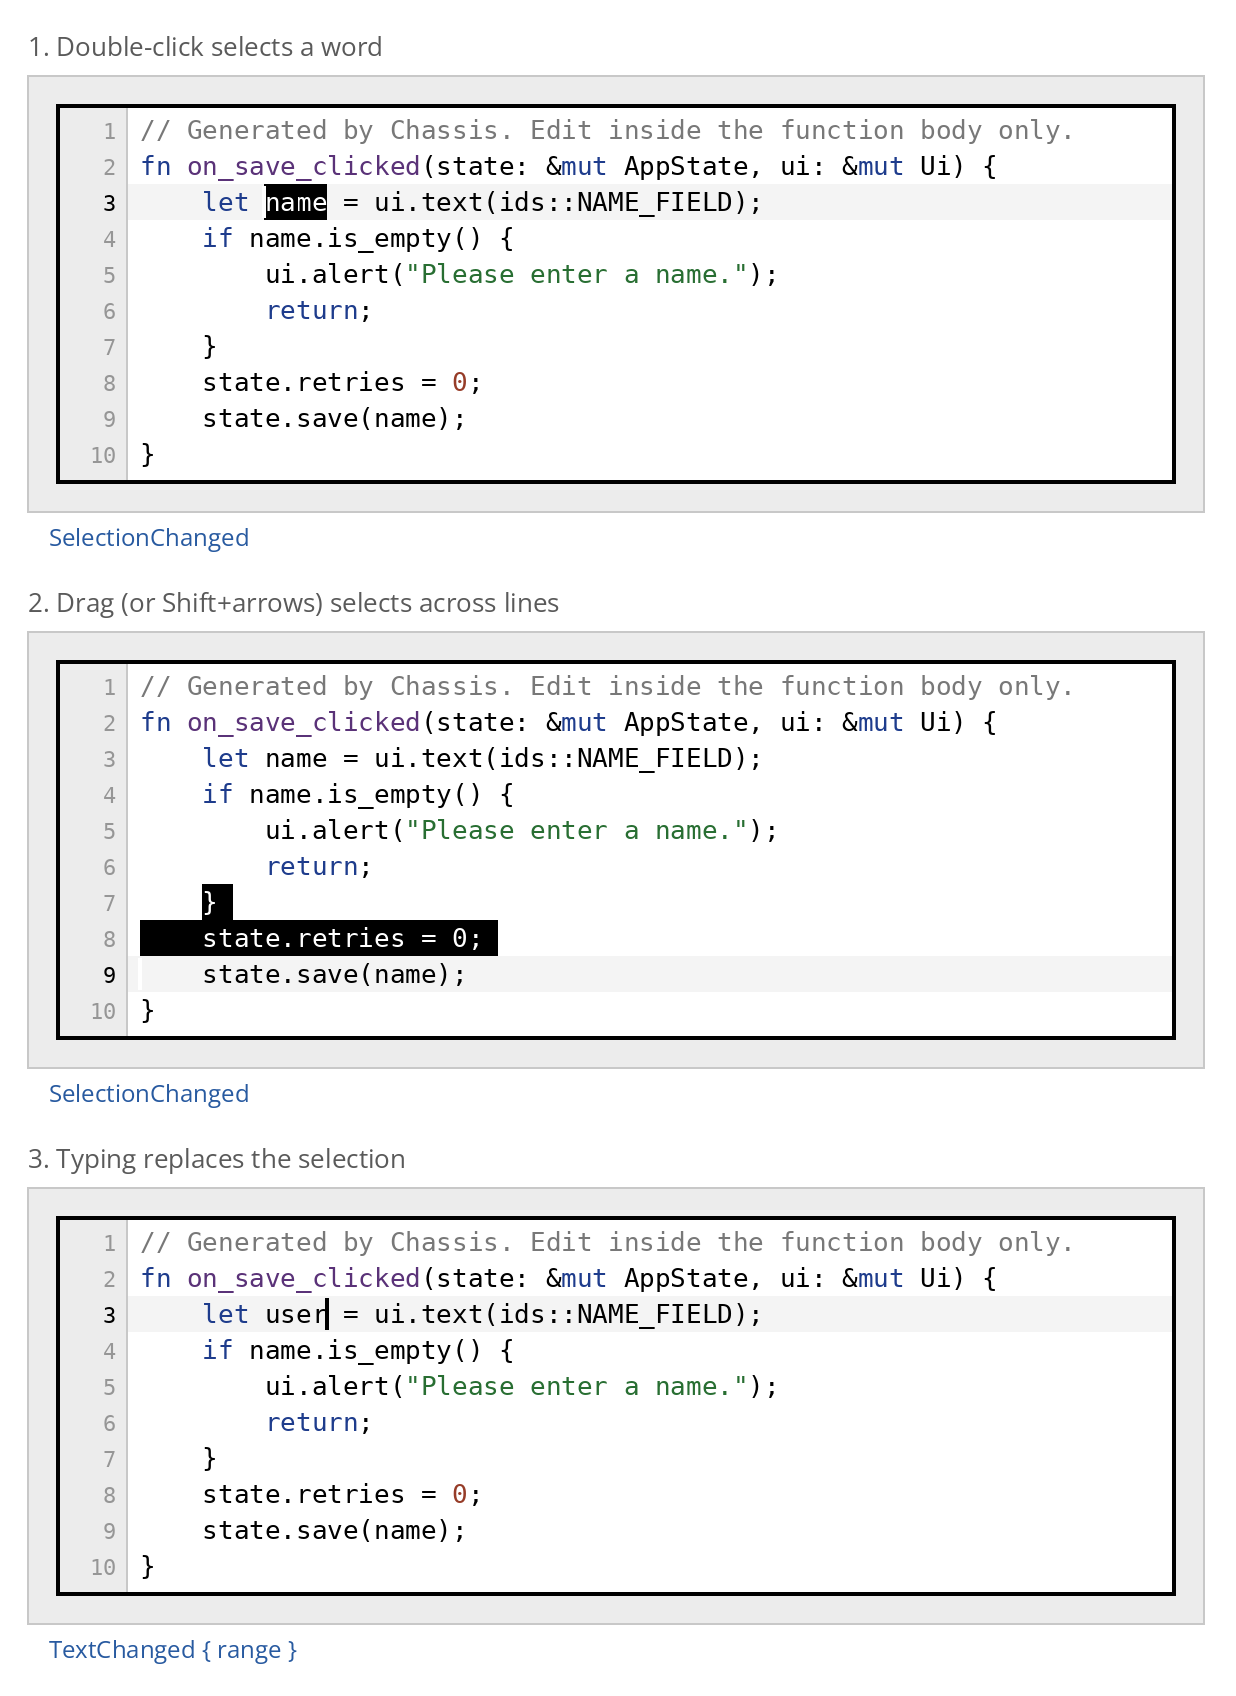 1. Double-click selects a word
1 // Generated by Chassis. Edit inside the function body only.
2 fn on_save_clicked(state: &mut AppState, ui: &mut Ui) {
3     let name = ui.text(ids::NAME_FIELD);
4     if name.is_empty() {
5         ui.alert("Please enter a name.");
6         return;
7     }
8     state.retries = 0;
9     state.save(name);
10 }
SelectionChanged
2. Drag (or Shift+arrows) selects across lines
1 // Generated by Chassis. Edit inside the function body only.
2 fn on_save_clicked(state: &mut AppState, ui: &mut Ui) {
3     let name = ui.text(ids::NAME_FIELD);
4     if name.is_empty() {
5         ui.alert("Please enter a name.");
6         return;
7     }
8     state.retries = 0;
9     state.save(name);
10 }
SelectionChanged
3. Typing replaces the selection
1 // Generated by Chassis. Edit inside the function body only.
2 fn on_save_clicked(state: &mut AppState, ui: &mut Ui) {
3     let user = ui.text(ids::NAME_FIELD);
4     if name.is_empty() {
5         ui.alert("Please enter a name.");
6         return;
7     }
8     state.retries = 0;
9     state.save(name);
10 }
TextChanged { range }